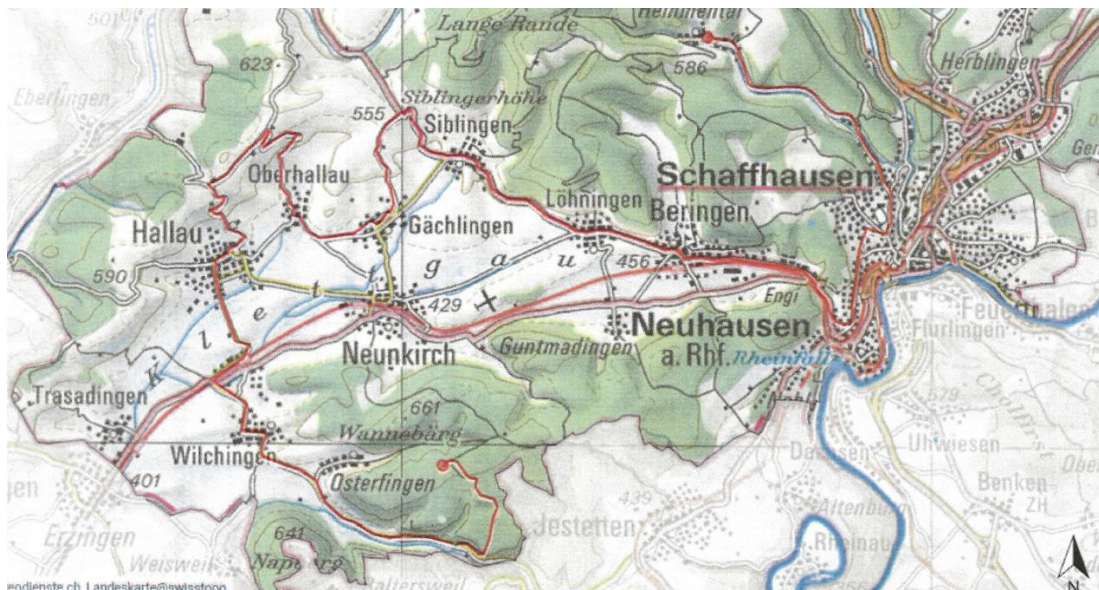 501
Lange Rande
Hemmental
623
586
Herblingen
Eberfingen
Siblingerhöhe
555
Siblingen
Oberhallau
Schaffhausen
Löhningen
Beringen
Hallau
Gächlingen
590
K l e t g a u
456
429
Engi
Neuhausen
a. Rhf.
Rheinfall
Flurlingen
Neunkirch
Guntmadingen
Trasadingen
661
Wannebärg
Uhwiesen
Wilchingen
Osterfingen
401
439
Benken
ZH
Altenburg
Jestetten
Erzingen
641
Rheinau
Weisweil
N